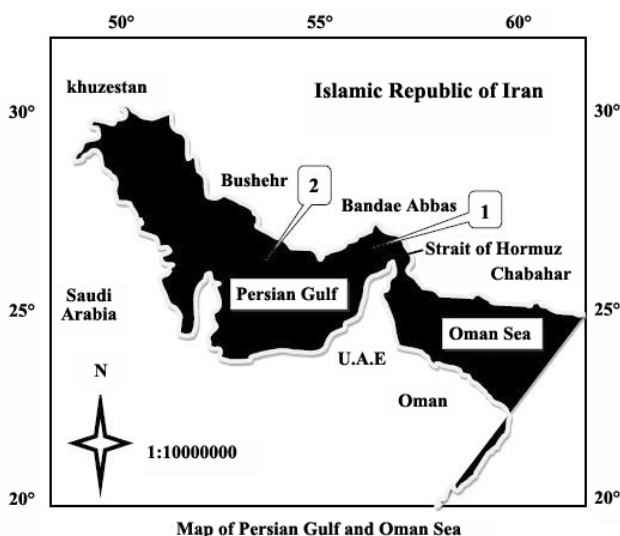 50°
55°
60°
khuzestan
Islamic Republic of Iran
30°
30°
Bushehr
2
Bandae Abbas
1
Strait of Hormuz
Chabahar
Saudi
Arabia
Persian Gulf
25°
25°
Oman Sea
U.A.E
N
Oman
1:10000000
20°
20°
Map of Persian Gulf and Oman Sea